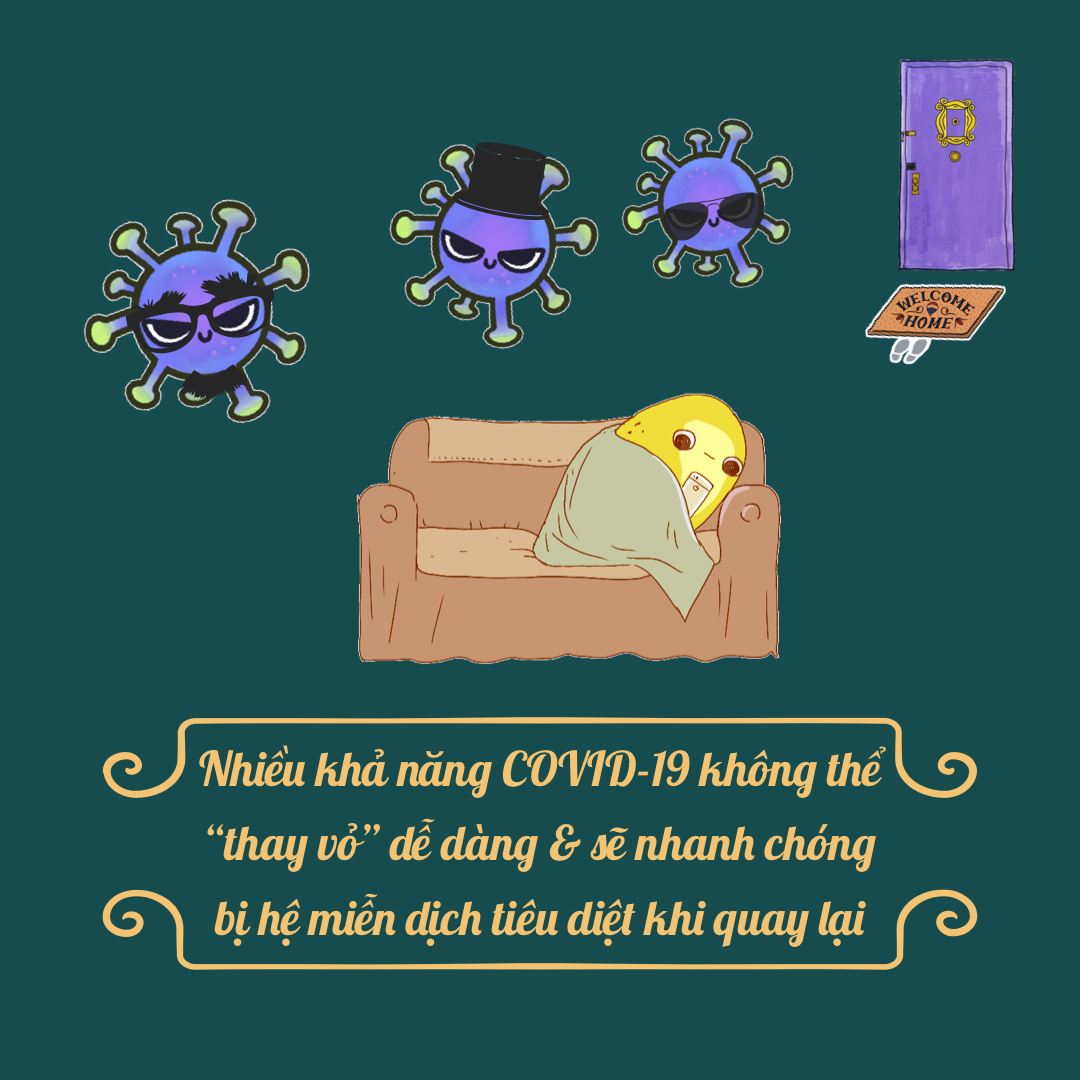 WELCOME
HOME
Nhiều khả năng COVID-19 không thể
“thay vỏ” dễ dàng & sẽ nhanh chóng
bị hệ miễn dịch tiêu diệt khi quay lại